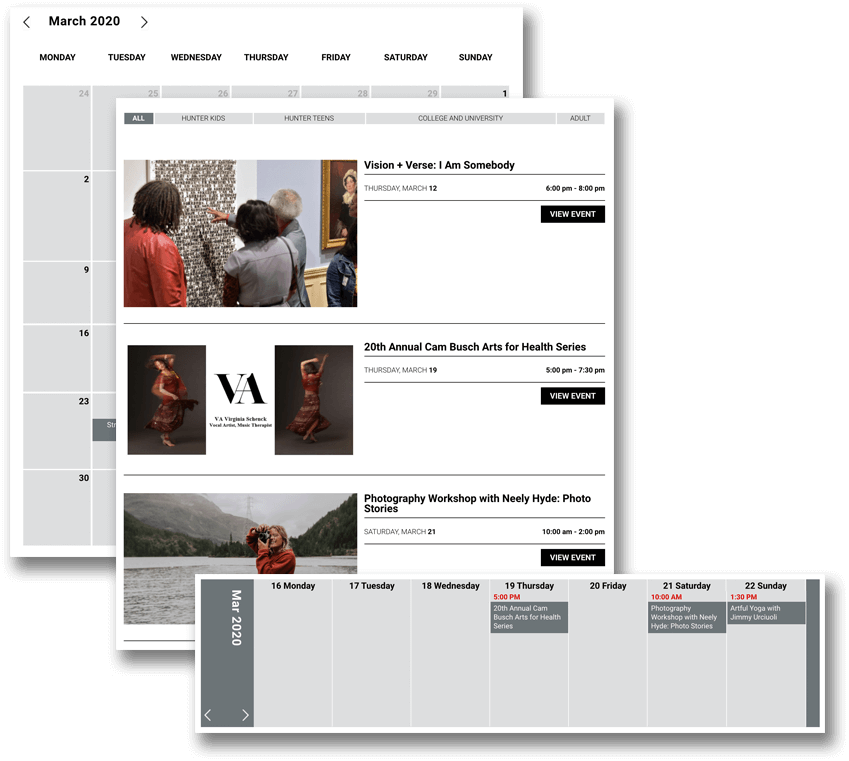 March 2020
MONDAY TUESDAY WEDNESDAY THURSDAY FRIDAY SATURDAY SUNDAY
24 25 26 27 28 29 1
2
9
16
23
Str
30
ALL HUNTER KIDS HUNTER TEENS COLLEGE AND UNIVERSITY ADULT
Vision + Verse: I Am Somebody
THURSDAY, MARCH 12 6:00 pm - 8:00 pm
VIEW EVENT
20th Annual Cam Busch Arts for Health Series
THURSDAY, MARCH 19 5:00 pm - 7:30 pm
VIEW EVENT
VA
VA Virginia Schenck
Vocal Artist, Music Therapist
Photography Workshop with Neely Hyde: Photo
Stories
SATURDAY, MARCH 21 10:00 am - 2:00 pm
VIEW EVENT
Mar 2020
16 Monday 17 Tuesday 18 Wednesday 19 Thursday 20 Friday 21 Saturday 22 Sunday
5:00 PM
20th Annual Cam
Busch Arts for Health
Series
10:00 AM
Photography
Workshop with Neely
Hyde: Photo Stories
1:30 PM
Artful Yoga with
Jimmy Urciuoli